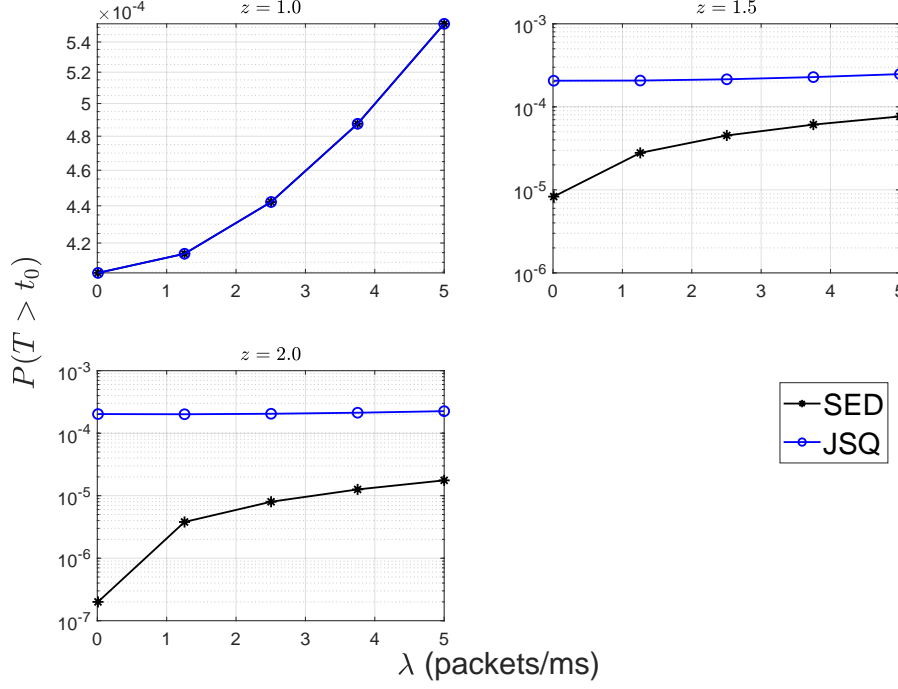 ×10⁻⁴
z = 1.0
5.4
5.2
5
4.8
4.6
4.4
4.2
0 1 2 3 4 5
z = 1.5
10⁻³
10⁻⁴
10⁻⁵
10⁻⁶
0 1 2 3 4 5
P(T > t₀)
z = 2.0
10⁻³
10⁻⁴
10⁻⁵
10⁻⁶
10⁻⁷
0 1 2 3 4 5
SED
JSQ
λ (packets/ms)